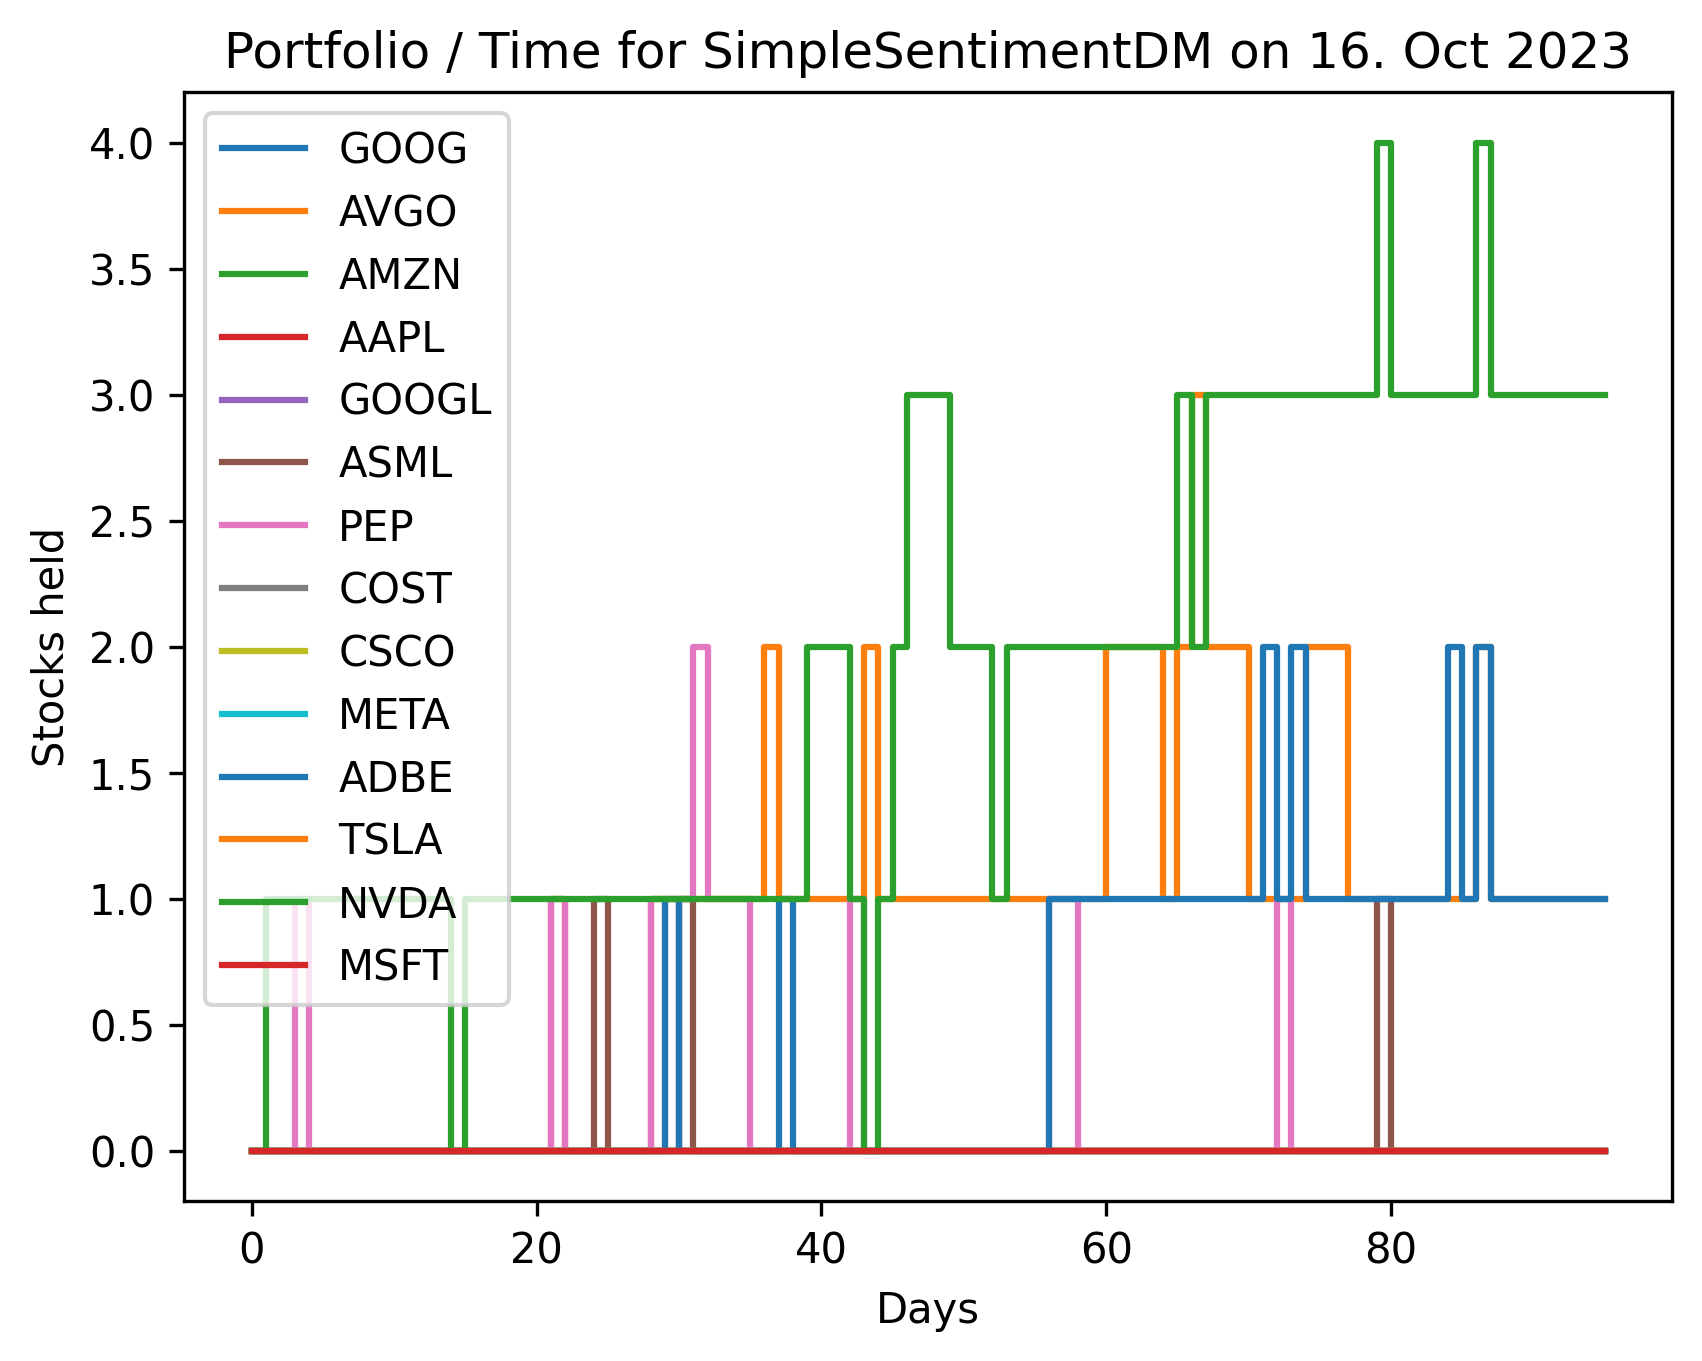 Portfolio / Time for SimpleSentimentDM on 16. Oct 2023
4.0
3.5
3.0
2.5
2.0
1.5
1.0
0.5
0.0
Stocks held
GOOG
AVGO
AMZN
AAPL
GOOGL
ASML
PEP
COST
CSCO
META
ADBE
TSLA
NVDA
MSFT
0 20 40 60 80
Days